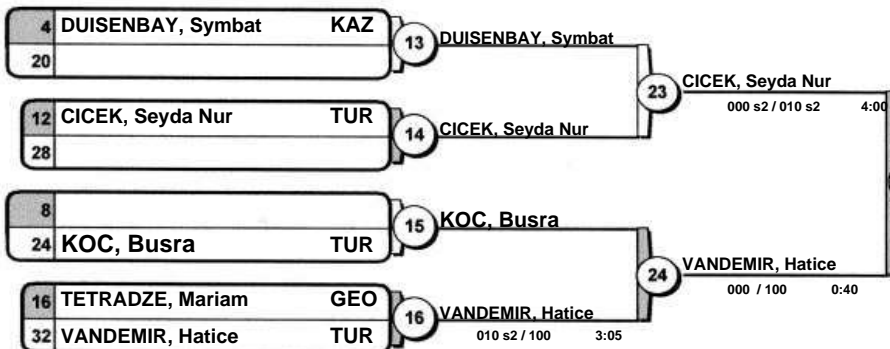 4 DUISENBAY, Symbat KAZ
20
13 DUISENBAY, Symbat
12 CICEK, Seyda Nur TUR
28
14 CICEK, Seyda Nur
23 CICEK, Seyda Nur
000 s2 / 010 s2 4:00
8
24 KOC, Busra TUR
15 KOC, Busra
16 TETRADZE, Mariam GEO
32 VANDEMIR, Hatice TUR
16 VANDEMIR, Hatice
010 s2 / 100 3:05
24 VANDEMIR, Hatice
000 / 100 0:40